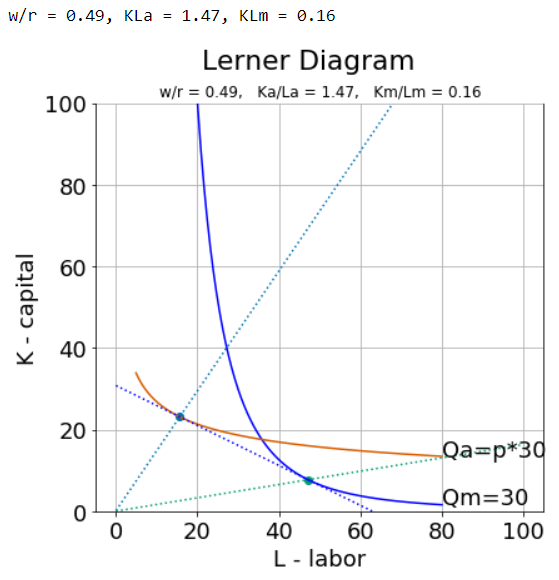 w/r = 0.49, KLa = 1.47, KLm = 0.16
Lerner Diagram
w/r = 0.49,   Ka/La = 1.47,   Km/Lm = 0.16
100
80
60
40
20
0
K - capital
Qa=p*30
Qm=30
0 20 40 60 80 100
L - labor